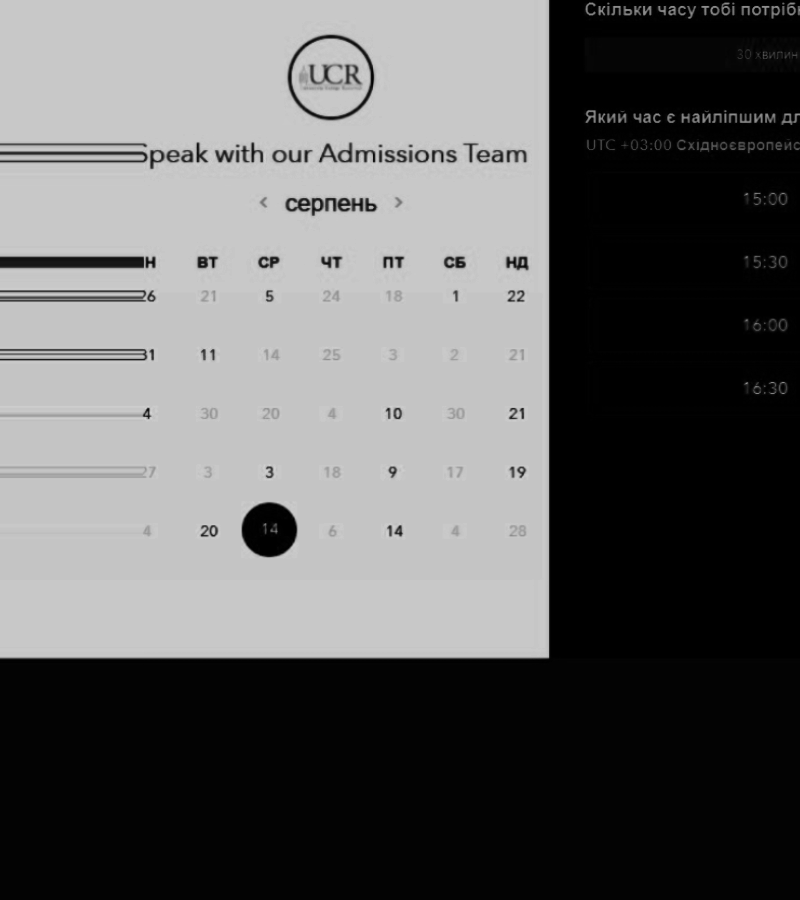 UCR
Speak with our Admissions Team
< серпень >
Н ВТ СР ЧТ ПТ СБ НД
26 21 5 24 18 1 22
31 11 14 25 3 2 21
4 30 20 4 10 30 21
27 3 3 18 9 17 19
4 20 14 6 14 4 28
Скільки часу тобі потріб
30 хвилин
Який час є найліпшим дл
UTC +03:00 Східноєвропейс
15:00
15:30
16:00
16:30